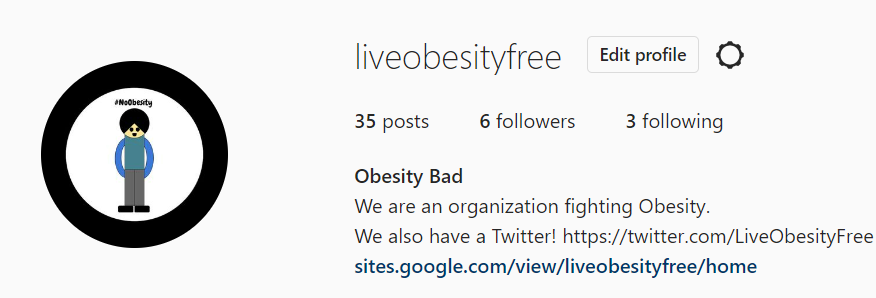 liveobesityfree Edit profile
#NoObesity
35 posts 6 followers 3 following
Obesity Bad
We are an organization fighting Obesity.
We also have a Twitter! https://twitter.com/LiveObesityFree
sites.google.com/view/liveobesityfree/home